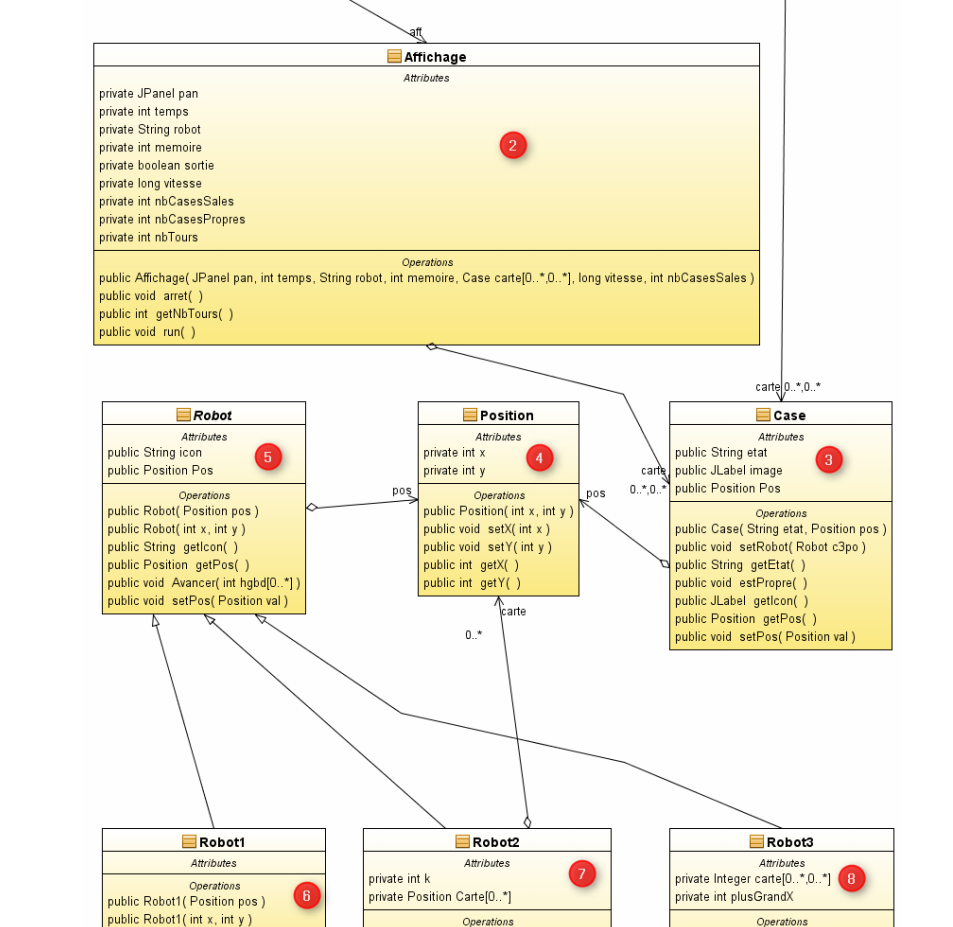 aff
Affichage
Attributes
private JPanel pan
private int temps
private String robot
private int memoire
private boolean sortie
private long vitesse
private int nbCasesSales
private int nbCasesPropres
private int nbTours
2
Operations
public Affichage( JPanel pan, int temps, String robot, int memoire, Case carte[0..*,0..*], long vitesse, int nbCasesSales )
public void arret( )
public int getNbTours( )
public void run( )
carte 0..*,0..*
Robot
Attributes
public String icon
public Position Pos
5
Operations
public Robot( Position pos )
public Robot( int x, int y )
public String getIcon( )
public Position getPos( )
public void Avancer( int hgbd[0..*] )
public void setPos( Position val )
pos
Position
Attributes
private int x
private int y
4
Operations
public Position( int x, int y )
public void setX( int x )
public void setY( int y )
public int getX( )
public int getY( )
pos
carte
0..*,0..*
Case
Attributes
public String etat
public JLabel image
public Position Pos
3
Operations
public Case( String etat, Position pos )
public void setRobot( Robot c3po )
public String getEtat( )
public void estPropre( )
public JLabel getIcon( )
public Position getPos( )
public void setPos( Position val )
carte
0..*
Robot1
Attributes
Operations
public Robot1( Position pos )
public Robot1( int x, int y )
6
Robot2
Attributes
private int k
private Position Carte[0..*]
7
Operations
Robot3
Attributes
private Integer carte[0..*,0..*]
private int plusGrandX
8
Operations